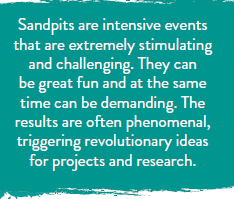 Sandpits are intensive events
that are extremely stimulating
and challenging. They can
be great fun and at the same
time can be demanding. The
results are often phenomenal,
triggering revolutionary ideas
for projects and research.